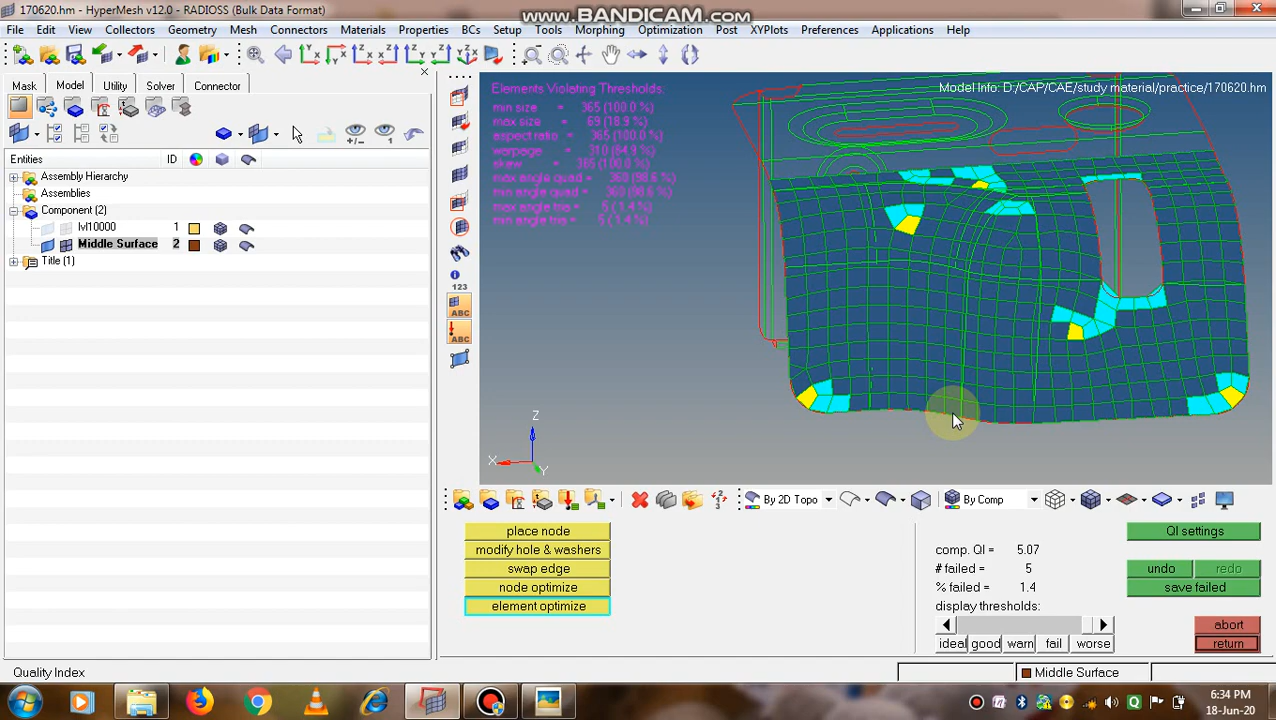 170620.hm - HyperMesh v12.0 - RADIOSS (Bulk Data Format)
www.BANDICAM.com
File Edit View Collectors Geometry Mesh Connectors Materials Properties BCs Setup Tools Morphing Optimization Post XYPlots Preferences Applications Help
Mask Model Utility Solver Connector
Entities ID
Assembly Hierarchy
Assemblies
Component (2)
lvl10000 1
Middle Surface 2
Title (1)
123
ABC
ABC
Elements Violating Thresholds:
min size = 365 (100.0 %)
max size = 69 (18.9 %)
aspect ratio = 365 (100.0 %)
warpage = 310 (84.9 %)
skew = 365 (100.0 %)
max angle quad = 360 (98.6 %)
min angle quad = 360 (98.6 %)
max angle tria = 5 (1.4 %)
min angle tria = 5 (1.4 %)
Model Info: D:/CAP/CAE/study material/practice/170620.hm
Z
X
Y
By 2D Topo
By Comp
place node
modify hole & washers
swap edge
node optimize
element optimize
comp. QI = 5.07
# failed = 5
% failed = 1.4
display thresholds:
ideal good warn fail worse
QI settings
undo redo
save failed
abort
return
Quality Index
Middle Surface
6:34 PM
18-Jun-20